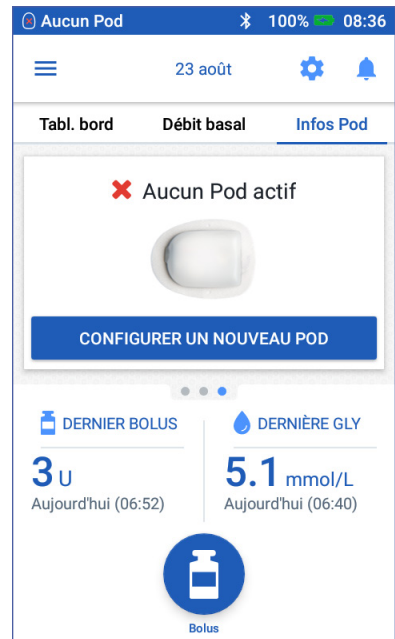 Aucun Pod 100% 08:36
23 août
Tabl. bord Débit basal Infos Pod
Aucun Pod actif
CONFIGURER UN NOUVEAU POD
DERNIER BOLUS DERNIÈRE GLY
3 U 5.1 mmol/L
Aujourd'hui (06:52) Aujourd'hui (06:40)
Bolus